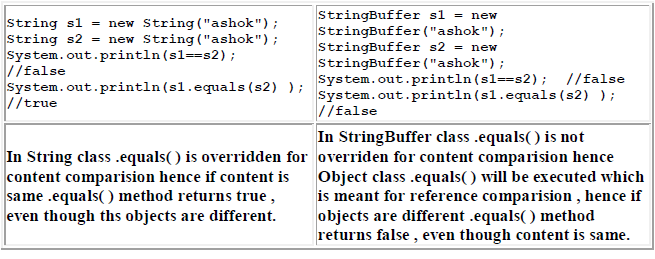 String s1 = new String("ashok");
String s2 = new String("ashok");
System.out.println(s1==s2);
//false
System.out.println(s1.equals(s2) );
//true
StringBuffer s1 = new
StringBuffer("ashok");
StringBuffer s2 = new
StringBuffer("ashok");
System.out.println(s1==s2);  //false
System.out.println(s1.equals(s2) );
//false
In String class .equals( ) is overridden for
content comparision hence if content is
same .equals( ) method returns true ,
even though ths objects are different.
In StringBuffer class .equals( ) is not
overriden for content comparision hence
Object class .equals( ) will be executed which
is meant for reference comparision , hence if
objects are different .equals( ) method
returns false , even though content is same.